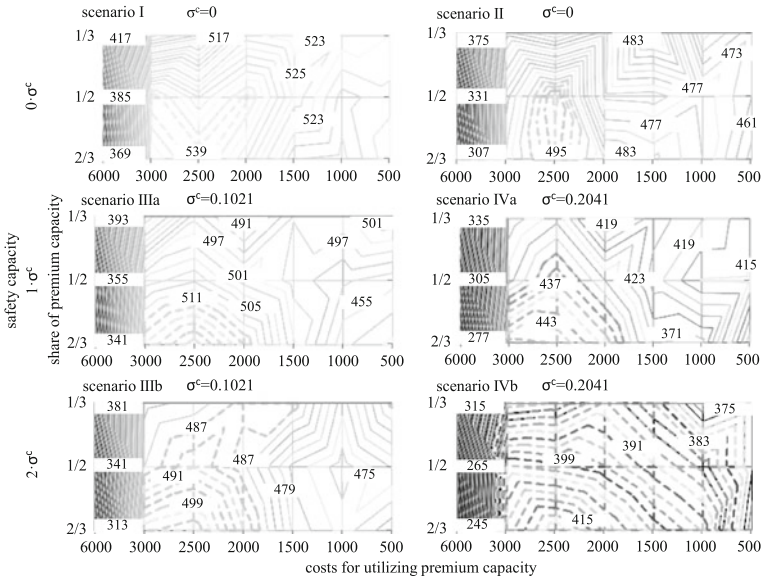 scenario I σᶜ=0
scenario II σᶜ=0
1/3 417 517 523
525
1/2 385
523
2/3 369 539
6000 3000 2500 2000 1500 1000 500
1/3 375 483 473
477
1/2 331
477 461
2/3 307 495 483
6000 3000 2500 2000 1500 1000 500
0·σᶜ
scenario IIIa σᶜ=0.1021
scenario IVa σᶜ=0.2041
1/3 393 491 501
497 497
1/2 355 501
511 505 455
2/3 341
6000 3000 2500 2000 1500 1000 500
1/3 335 419
419
1/2 305 437 423 415
443
2/3 277 371
6000 3000 2500 2000 1500 1000 500
safety capacity
1·σᶜ
share of premium capacity
scenario IIIb σᶜ=0.1021
scenario IVb σᶜ=0.2041
1/3 381
487
1/2 341 487
491 479 475
499
2/3 313
6000 3000 2500 2000 1500 1000 500
1/3 315 375
391 383
1/2 265 399
2/3 245 415
6000 3000 2500 2000 1500 1000 500
2·σᶜ
costs for utilizing premium capacity